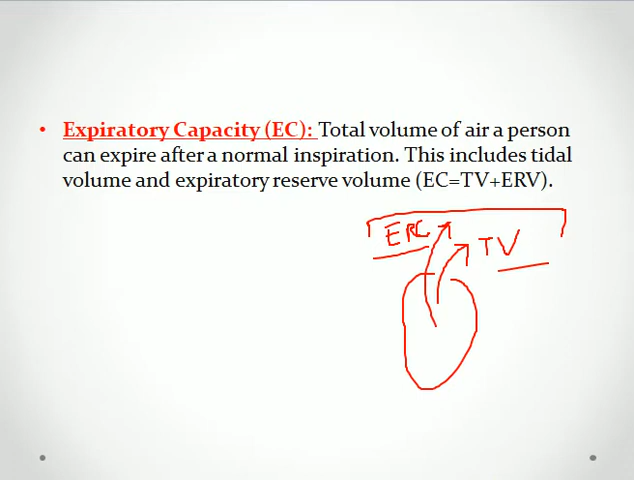 • Expiratory Capacity (EC): Total volume of air a person
can expire after a normal inspiration. This includes tidal
volume and expiratory reserve volume (EC=TV+ERV).
ERC TV